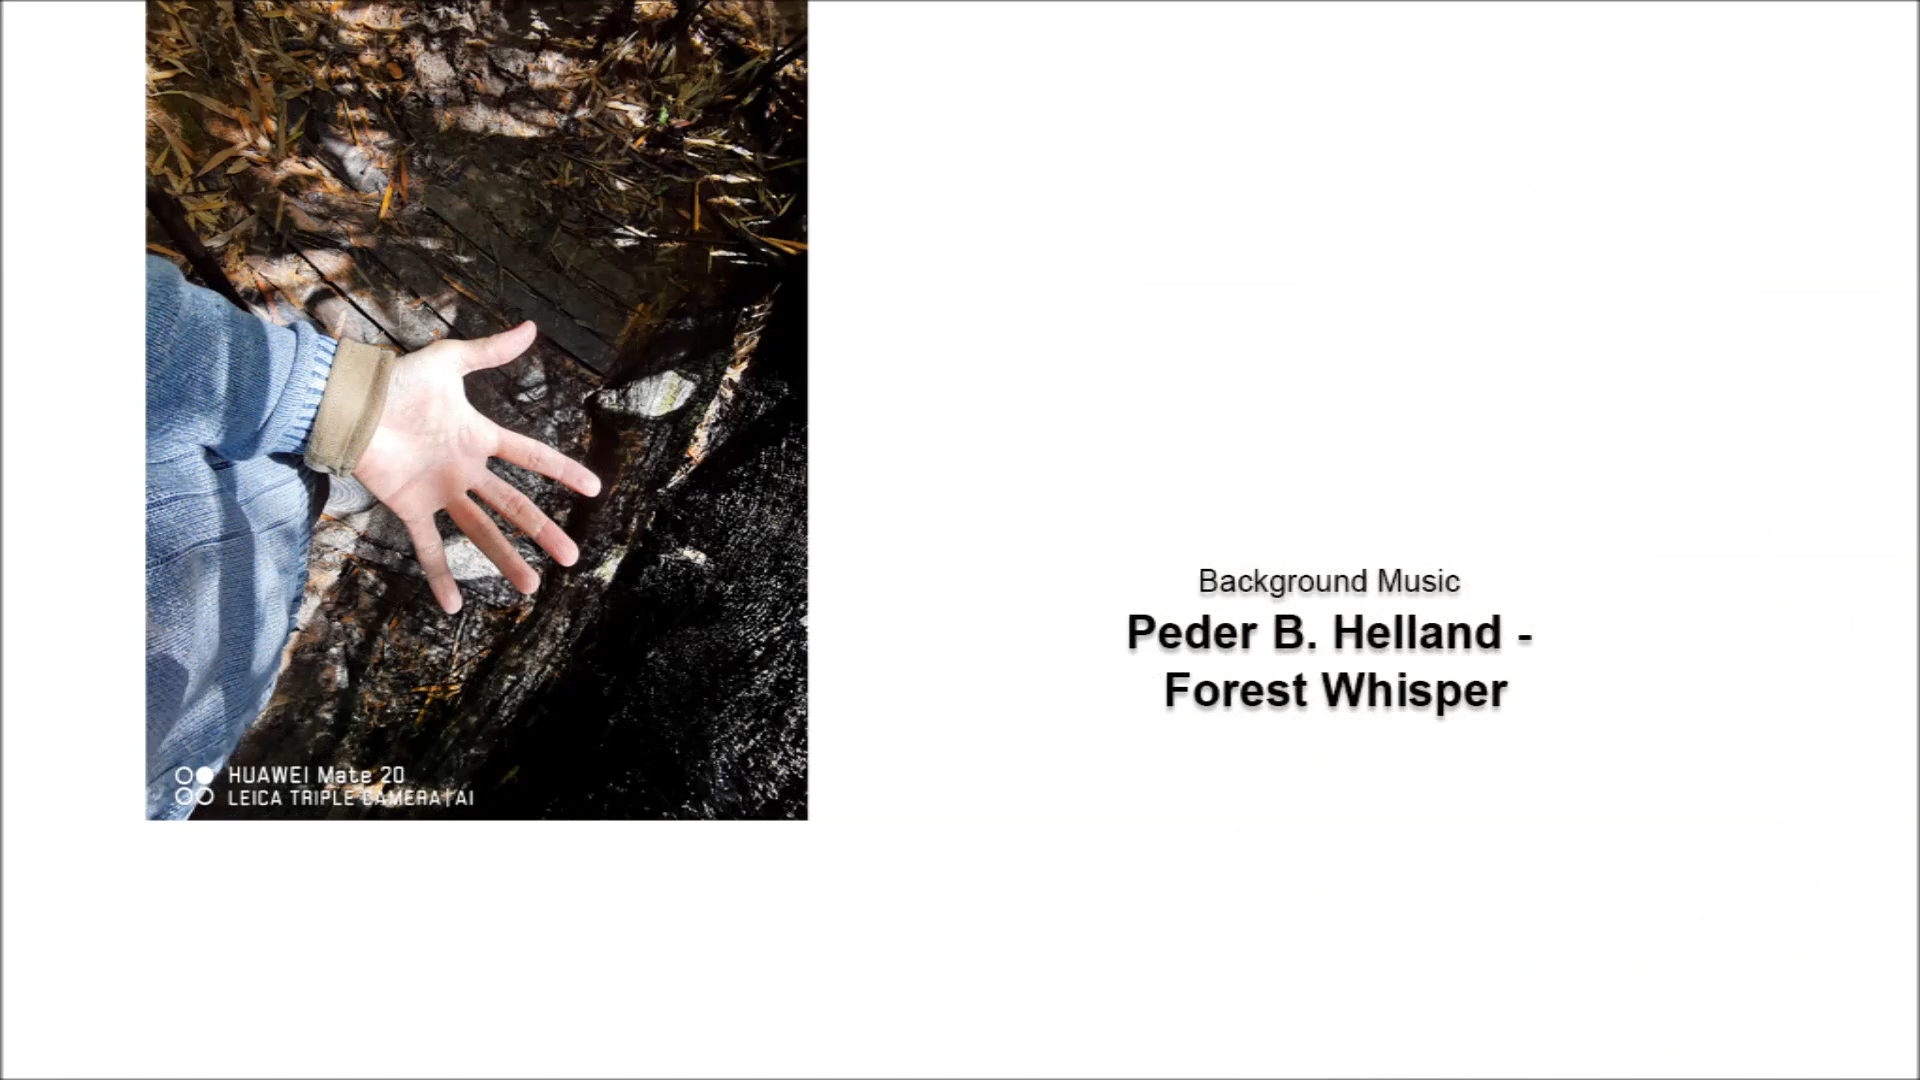 HUAWEI Mate 20
LEICA TRIPLE CAMERA | AI
Background Music
Peder B. Helland -
Forest Whisper